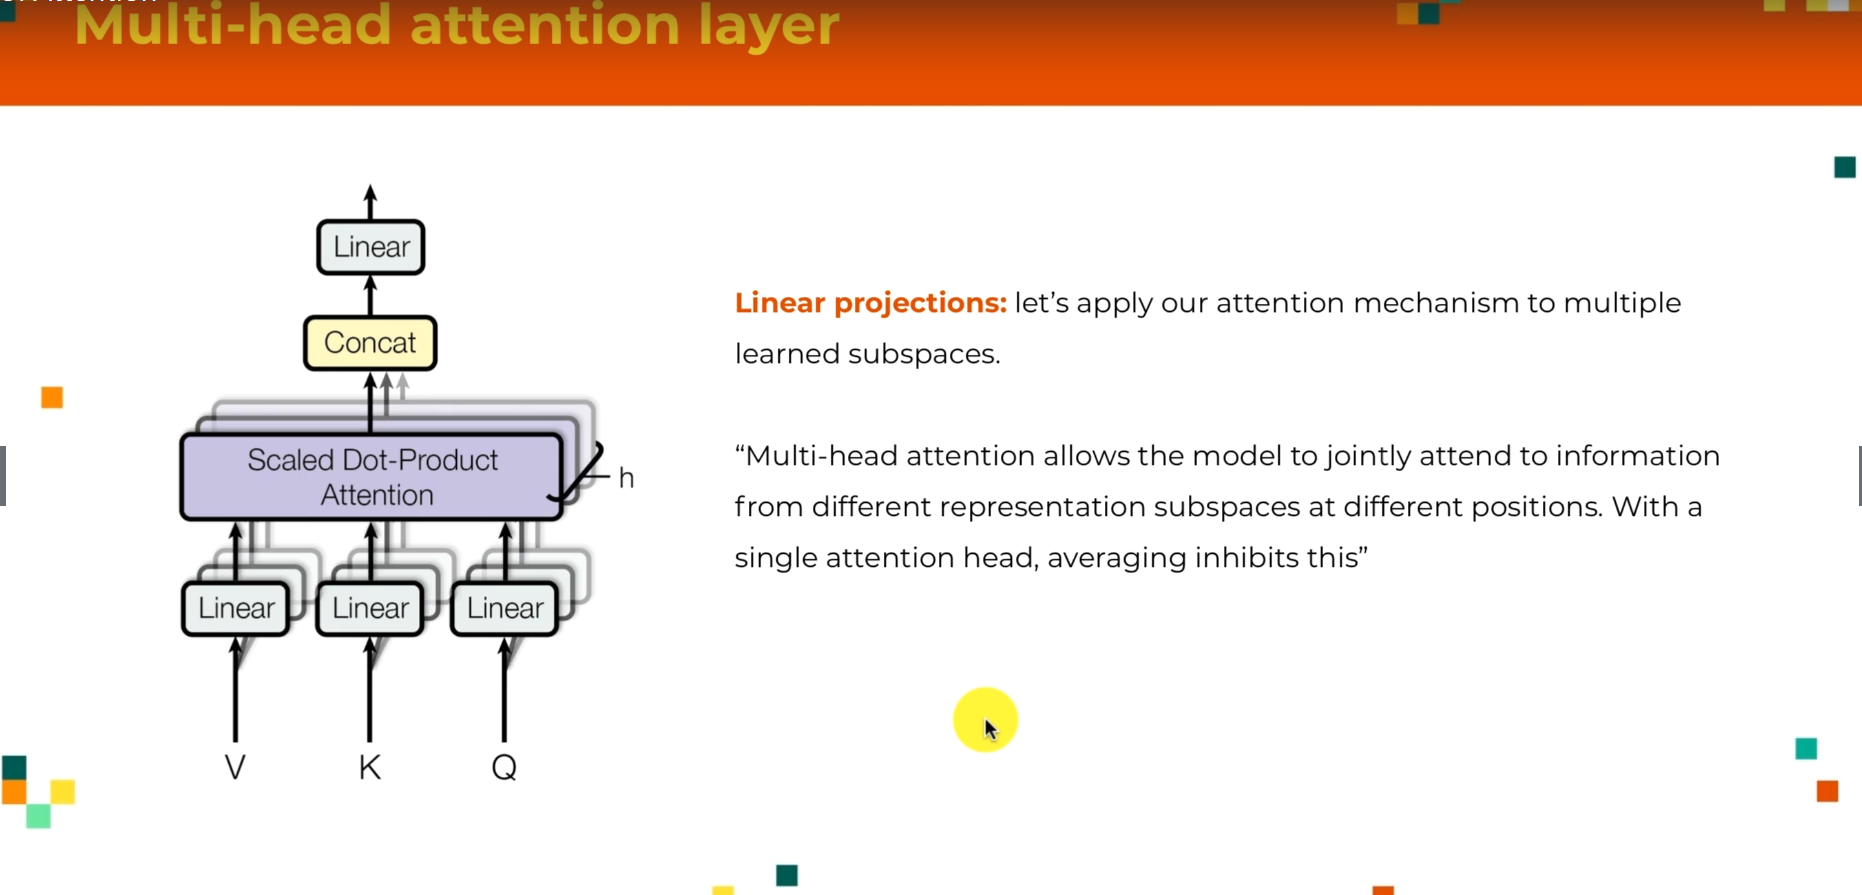 Multi-head attention layer
Linear
Concat
Scaled Dot-Product
Attention
h
Linear
Linear
Linear
V
K
Q
Linear projections: let’s apply our attention mechanism to multiple
learned subspaces.
“Multi-head attention allows the model to jointly attend to information
from different representation subspaces at different positions. With a
single attention head, averaging inhibits this”